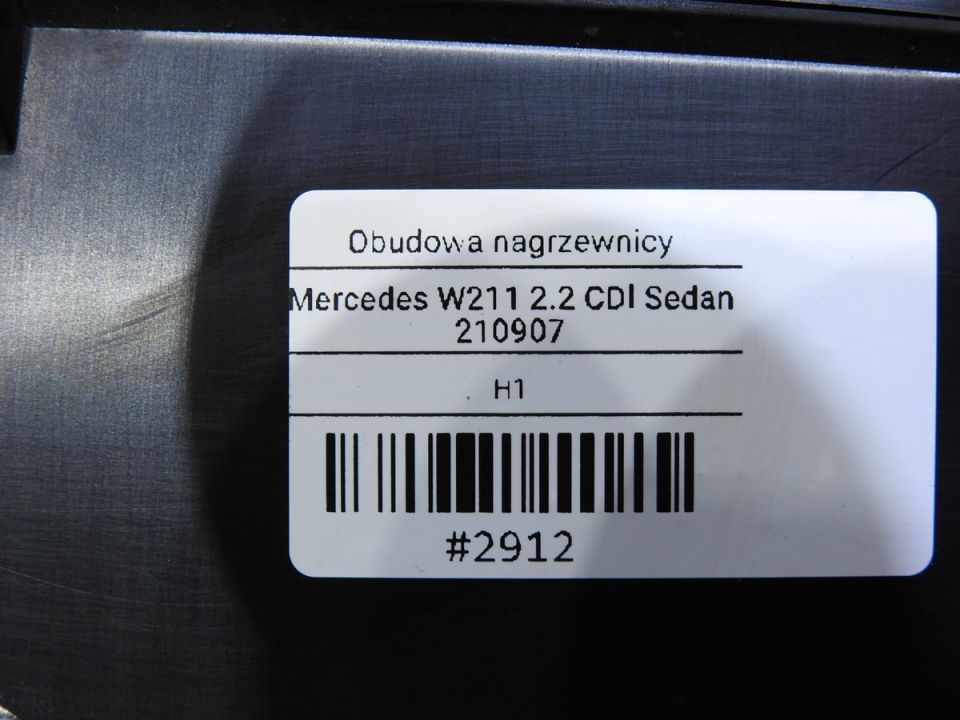 Obudowa nagrzewnicy
Mercedes W211 2.2 CDI Sedan
210907
H1
#2912